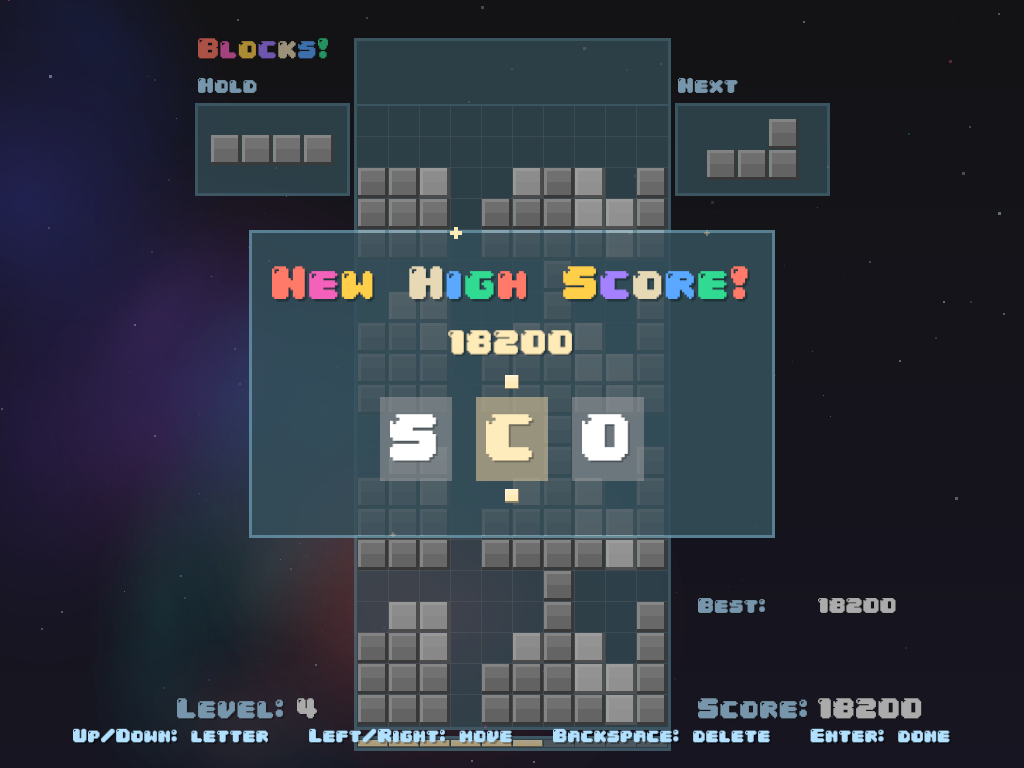 Blocks!
Hold
Next
New High Score!
18200
S C O
Best: 18200
Level: 4
Score: 18200
Up/Down: letter Left/Right: move Backspace: delete Enter: done